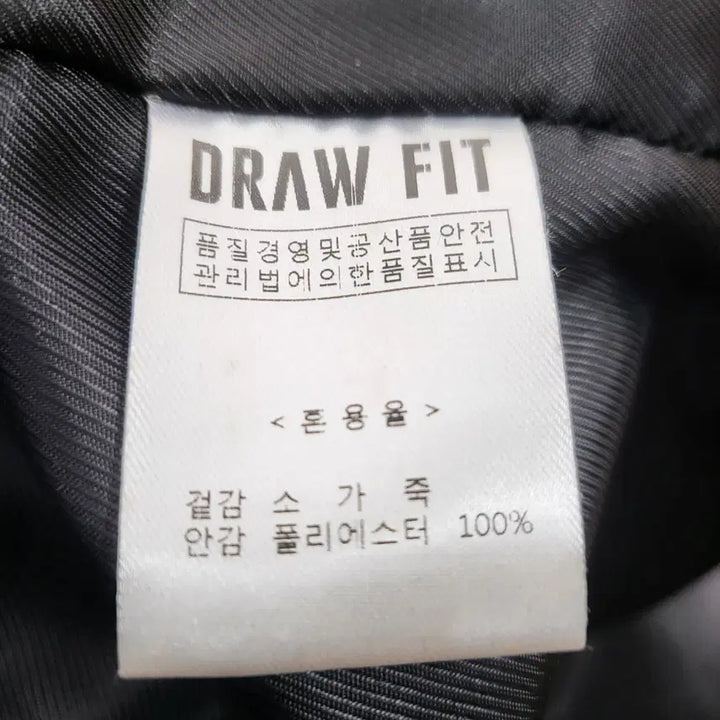 DRAW FIT
품질경영및공산품안전
관리법에의한품질표시
< 혼용율 >
겉감 소 가 죽
안감 폴리에스터 100%